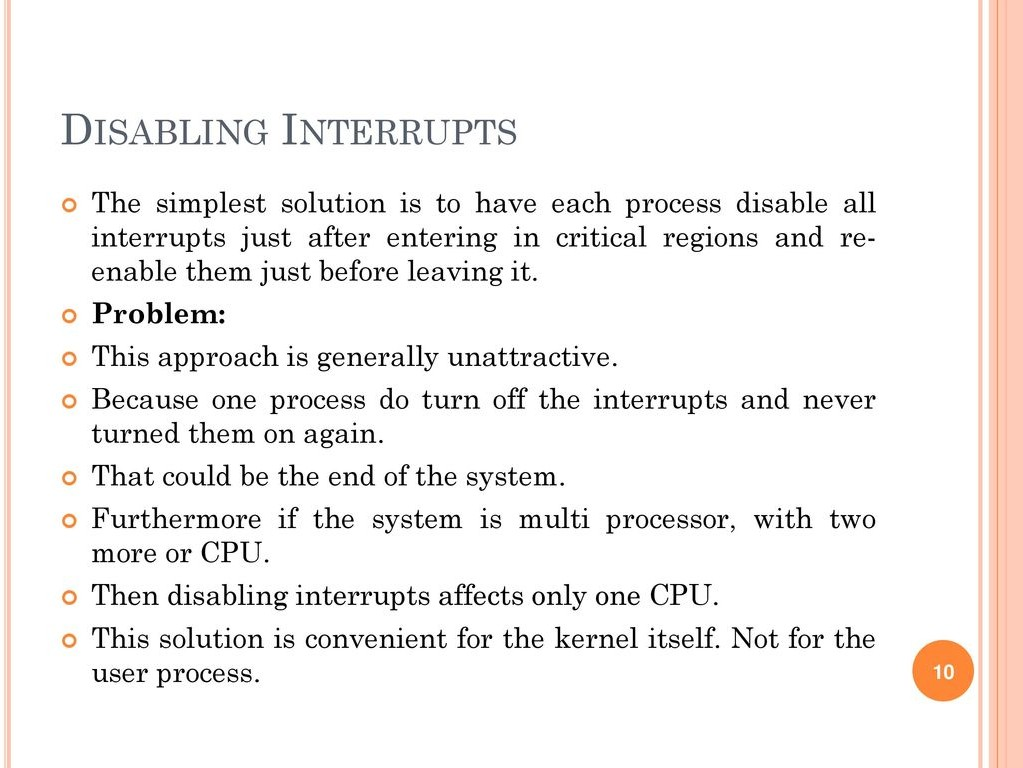 DISABLING INTERRUPTS
The simplest solution is to have each process disable all
interrupts just after entering in critical regions and re-
enable them just before leaving it.
Problem:
This approach is generally unattractive.
Because one process do turn off the interrupts and never
turned them on again.
That could be the end of the system.
Furthermore if the system is multi processor, with two
more or CPU.
Then disabling interrupts affects only one CPU.
This solution is convenient for the kernel itself. Not for the
user process.
10